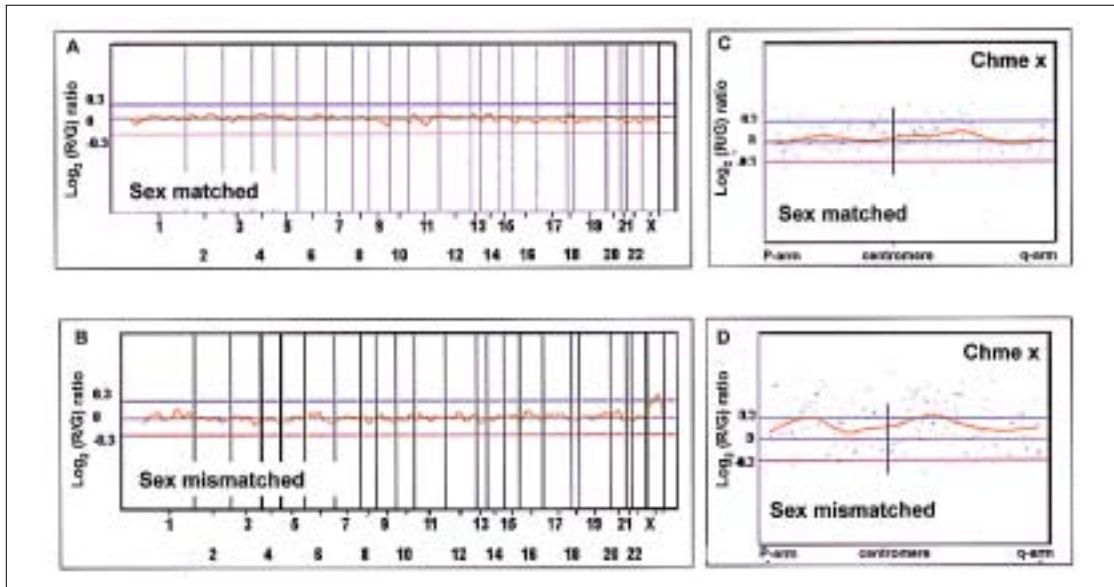 A
Log2 (R/G) ratio
0.3
0
-0.3
Sex matched
1 3 5 7 9 11 13 15 17 19 21 X
2 4 6 8 10 12 14 16 18 20 22
C
Chme x
Log2 (R/G) ratio
0.3
0
-0.3
Sex matched
P-arm centromere q-arm
B
Log2 (R/G) ratio
0.3
0
-0.3
Sex mismatched
1 3 5 7 9 11 13 15 17 19 21 X
2 4 6 8 10 12 14 16 18 20 22
D
Chme x
Log2 (R/G) ratio
0.3
0
-0.3
Sex mismatched
P-arm centromere q-arm